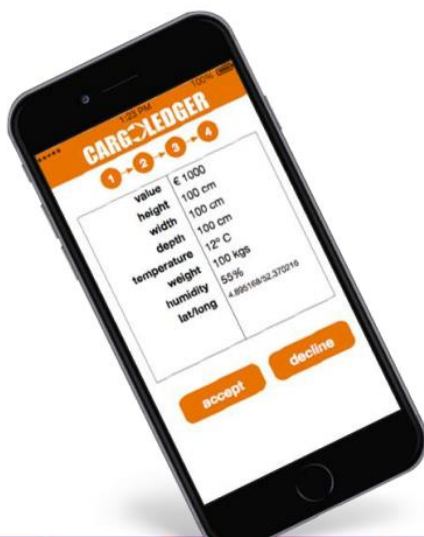 1:23 PM 100%
CARGOLEDGER
1 2 3 4
value € 1000
height 100 cm
width 100 cm
depth 100 cm
temperature 12° C
weight 100 kgs
humidity 55%
lat/long 4.895168/52.370216
accept decline